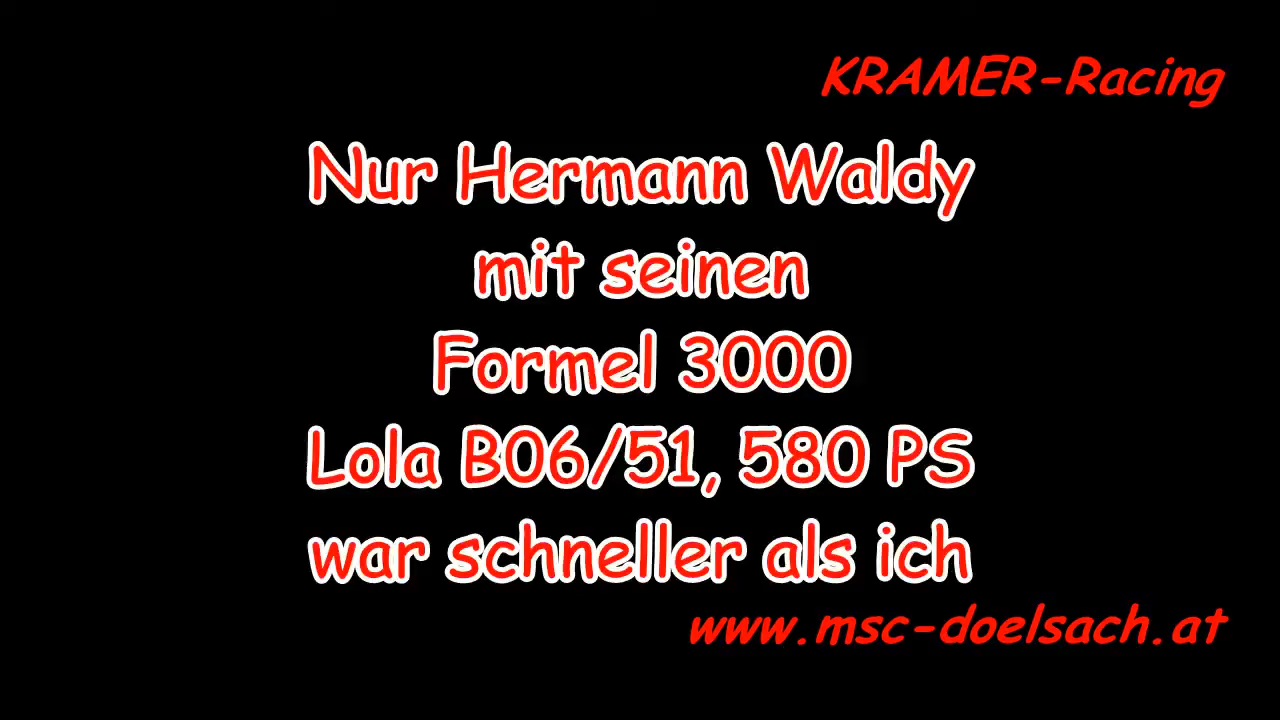 KRAMER-Racing
Nur Hermann Waldy
mit seinen
Formel 3000
Lola B06/51, 580 PS
war schneller als ich
www.msc-doelsach.at